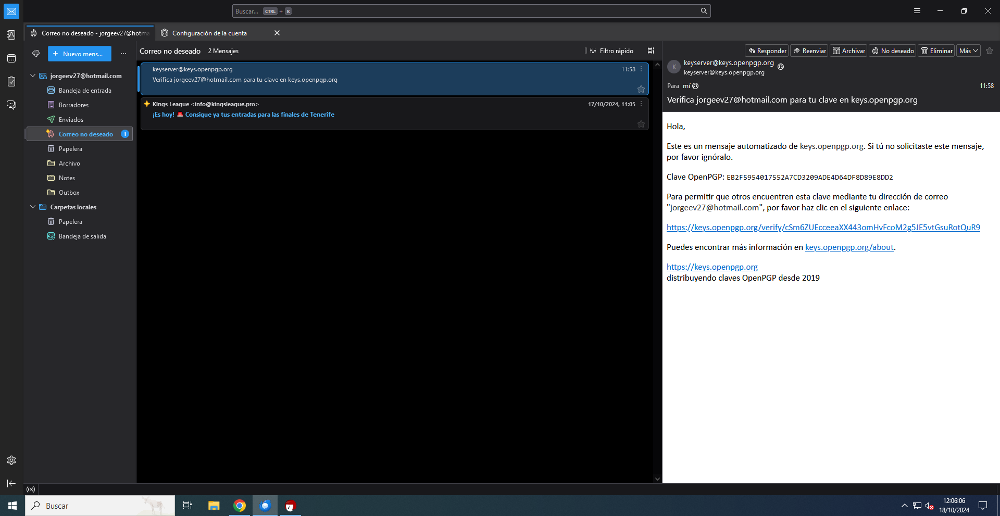 Buscar... CTRL + K
Correo no deseado - jorgeev27@hotma
Configuración de la cuenta
Nuevo mens...
jorgeev27@hotmail.com
Bandeja de entrada
Borradores
Enviados
Correo no deseado 1
Papelera
Archivo
Notes
Outbox
Carpetas locales
Papelera
Bandeja de salida
Correo no deseado 2 Mensajes
Filtro rápido
keyserver@keys.openpgp.org 11:58
Verifica jorgeev27@hotmail.com para tu clave en keys.openpgp.org
Kings League <info@kingsleague.pro> 17/10/2024, 11:05
¡Es hoy! 🚨 Consigue ya tus entradas para las finales de Tenerife
Responder Reenviar Archivar No deseado Eliminar Más
K
keyserver@keys.openpgp.org
keyserver@keys.openpgp.org
Para mí 11:58
Verifica jorgeev27@hotmail.com para tu clave en keys.openpgp.org
Hola,
Este es un mensaje automatizado de keys.openpgp.org. Si tú no solicitaste este mensaje,
por favor ignóralo.
Clave OpenPGP: EB2F5954017552A7CD3209ADE4D64DF8D89E8DD2
Para permitir que otros encuentren esta clave mediante tu dirección de correo
"jorgeev27@hotmail.com", por favor haz clic en el siguiente enlace:
https://keys.openpgp.org/verify/cSm6ZUEcceeaXX443omHvFcoM2g5JE5vtGsuRotQuR9
Puedes encontrar más información en keys.openpgp.org/about.
https://keys.openpgp.org
distribuyendo claves OpenPGP desde 2019
Buscar
12:06:06
18/10/2024